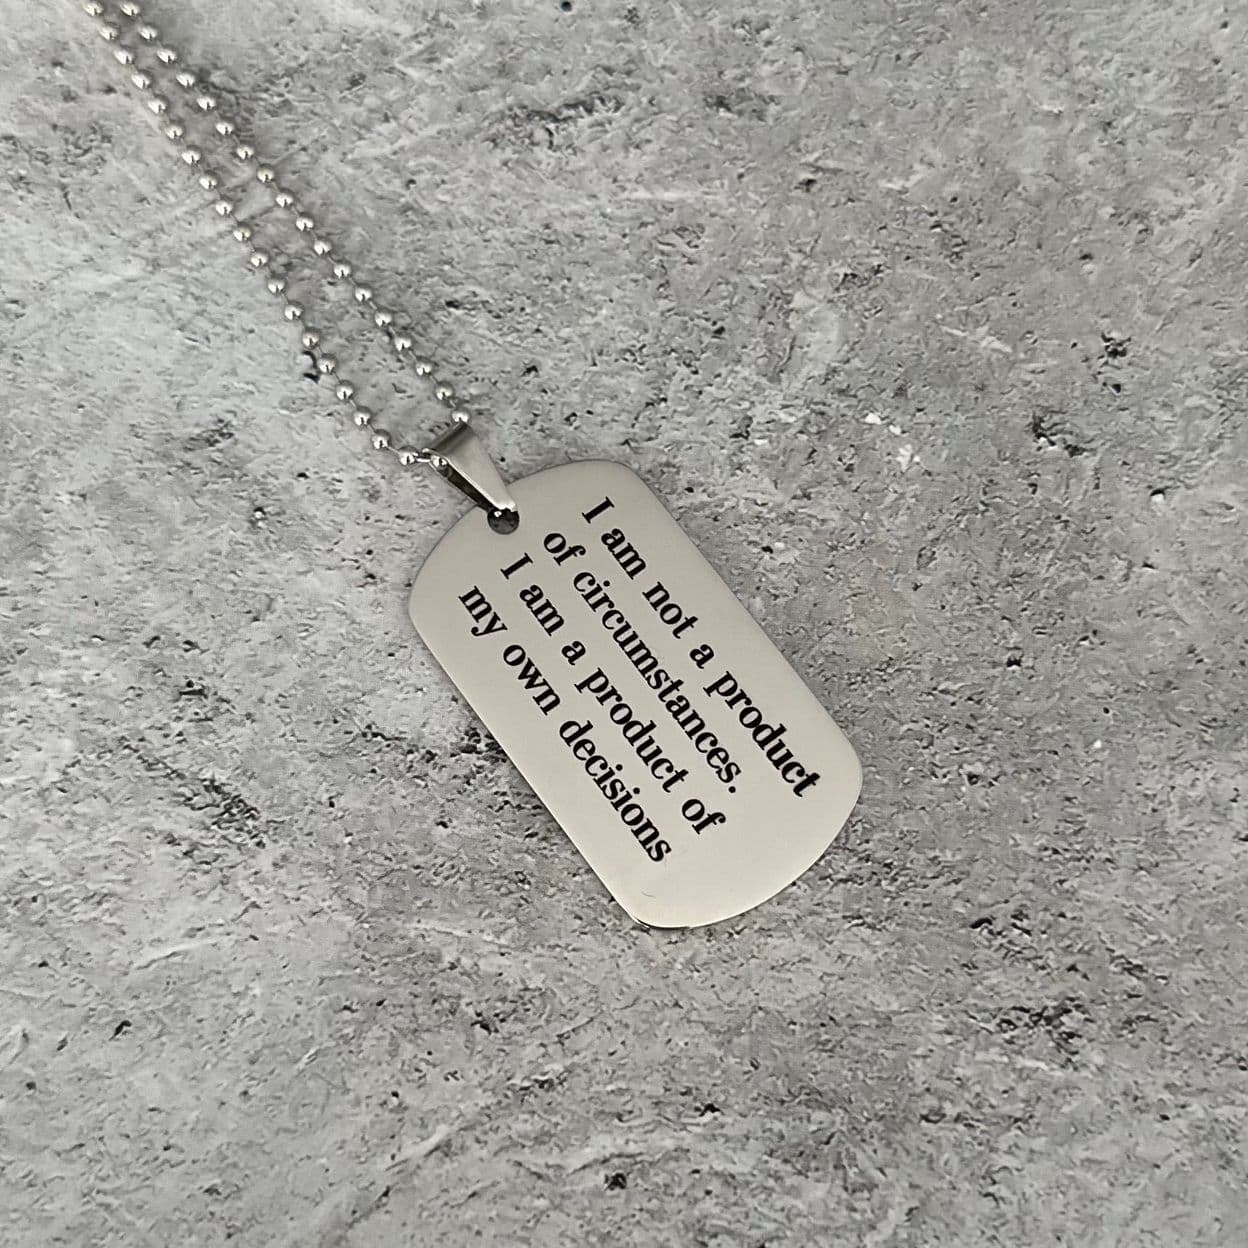 I am not a product
of circumstances.
I am a product of
my own decisions